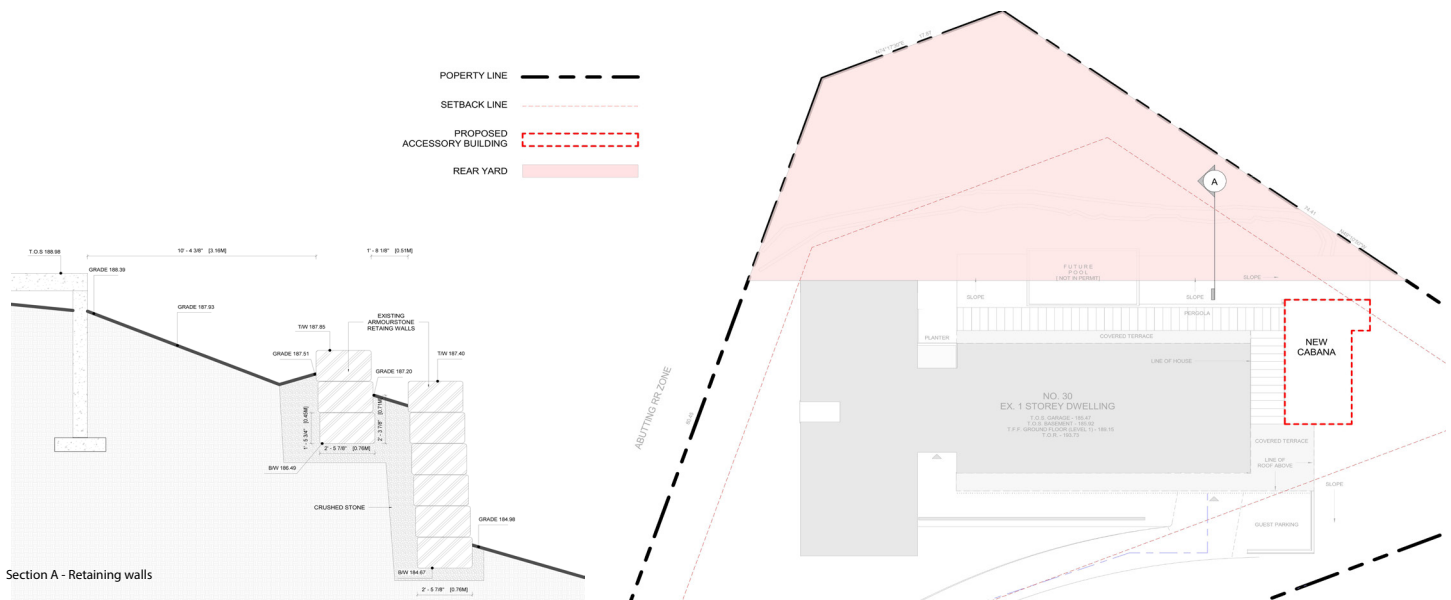 POPERTY LINE
SETBACK LINE
PROPOSED
ACCESSORY BUILDING
REAR YARD
T.O.S 188.98
10' - 4 3/8" [3.16M]
1' - 8 1/8" [0.51M]
GRADE 188.39
GRADE 187.93
EXISTING
ARMOURSTONE
RETAING WALLS
T/W 187.85
T/W 187.40
GRADE 187.51
GRADE 187.20
1' - 5 3/4" [0.45M]
2' - 3 7/8" [0.71M]
2' - 5 7/8" [0.76M]
B/W 186.49
CRUSHED STONE
GRADE 184.98
B/W 184.67
2' - 5 7/8" [0.76M]
Section A - Retaining walls
17.67
A
FUTURE
POOL
( NOT IN PERMIT)
SLOPE
SLOPE
SLOPE
PERGOLA
COVERED TERRACE
PLANTER
LINE OF HOUSE
NEW
CABANA
ABUTTING RR ZONE
NO. 30
EX. 1 STOREY DWELLING
COVERED TERRACE
LINE OF
ROOF ABOVE
SLOPE
GUEST PARKING